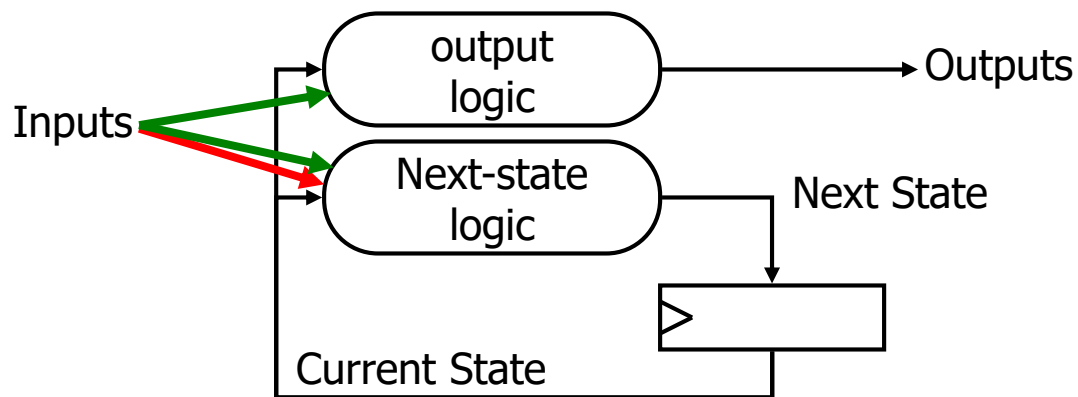 output
logic
Outputs
Inputs
Next-state
logic
Next State
Current State